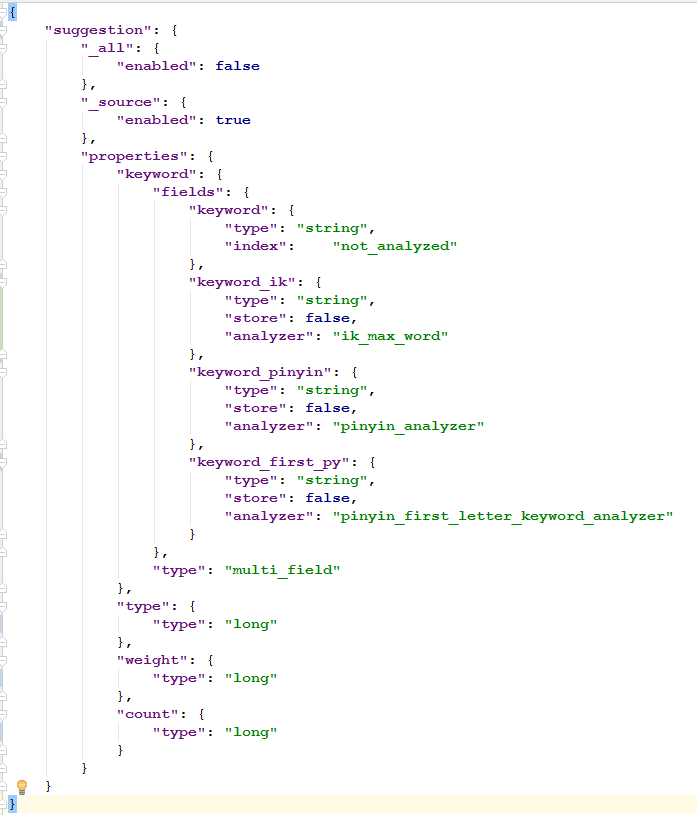 {
    "suggestion": {
        "_all": {
            "enabled": false
        },
        "_source": {
            "enabled": true
        },
        "properties": {
            "keyword": {
                "fields": {
                    "keyword": {
                        "type": "string",
                        "index":    "not_analyzed"
                    },
                    "keyword_ik": {
                        "type": "string",
                        "store": false,
                        "analyzer": "ik_max_word"
                    },
                    "keyword_pinyin": {
                        "type": "string",
                        "store": false,
                        "analyzer": "pinyin_analyzer"
                    },
                    "keyword_first_py": {
                        "type": "string",
                        "store": false,
                        "analyzer": "pinyin_first_letter_keyword_analyzer"
                    }
                },
                "type": "multi_field"
            },
            "type": {
                "type": "long"
            },
            "weight": {
                "type": "long"
            },
            "count": {
                "type": "long"
            }
        }
    }
}